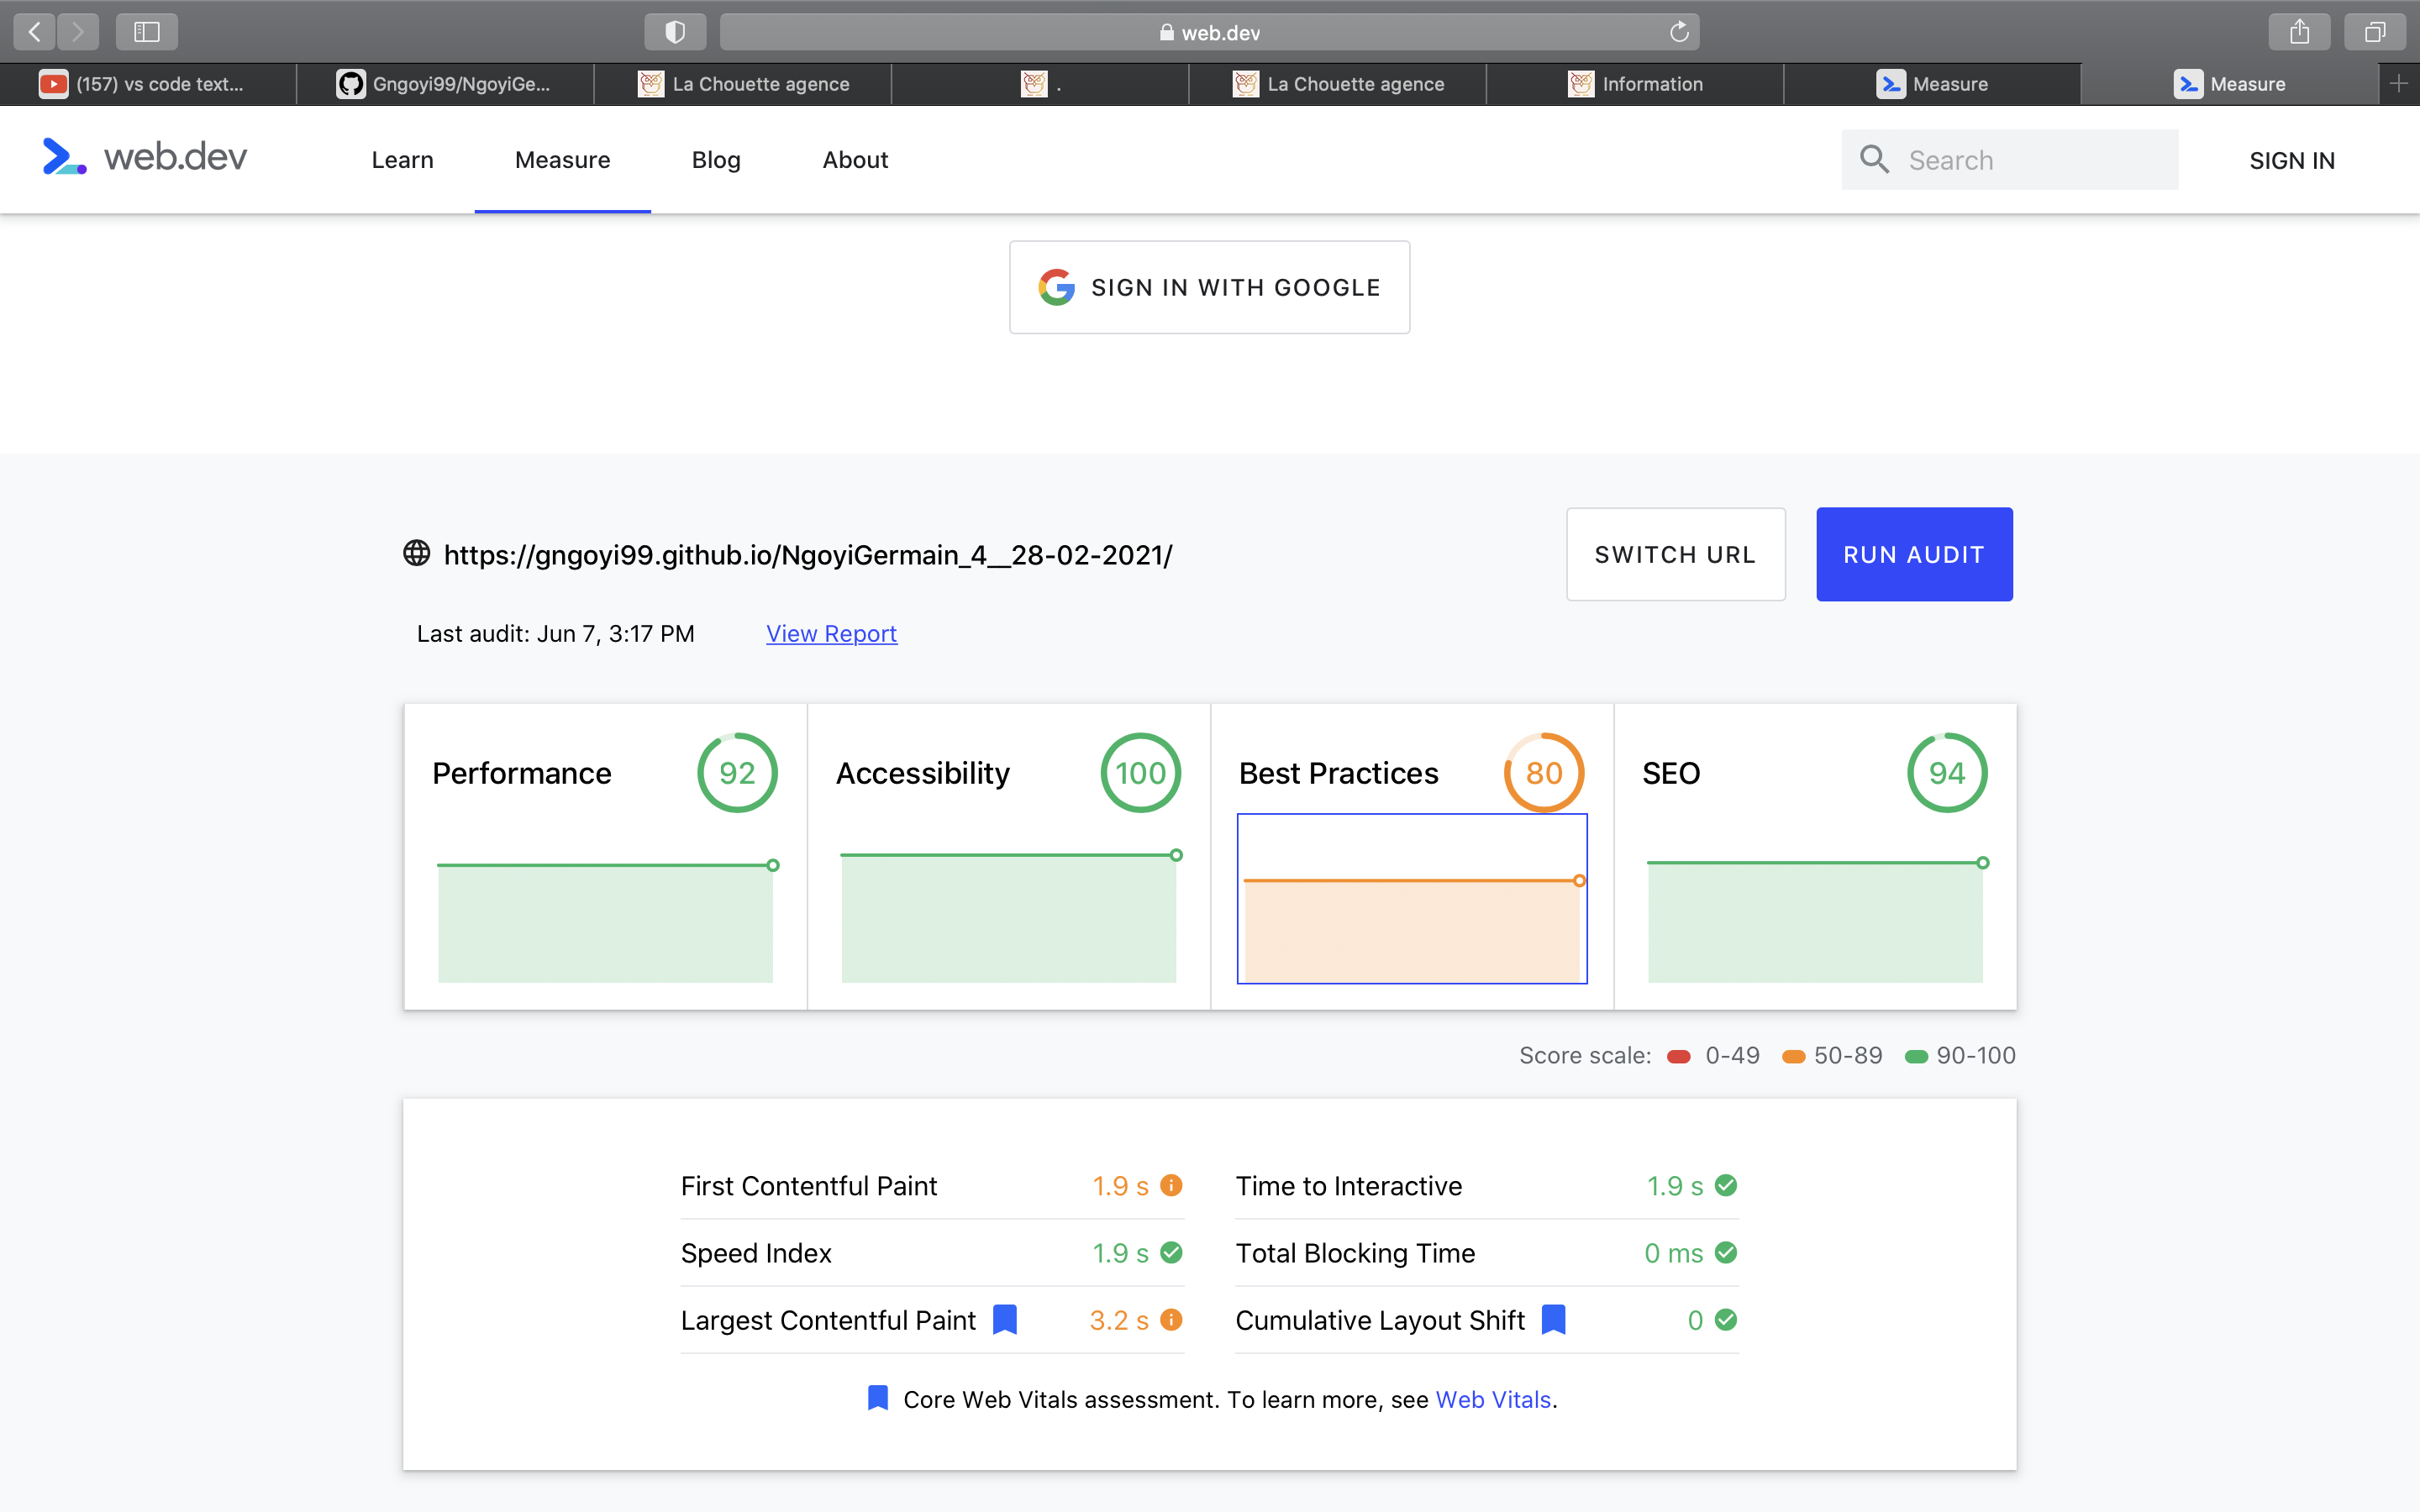 web.dev
(157) vs code text...
Gngoyi99/NgoyiGe...
La Chouette agence
.
La Chouette agence
Information
Measure
Measure
web.dev
Learn
Measure
Blog
About
Search
SIGN IN
SIGN IN WITH GOOGLE
https://gngoyi99.github.io/NgoyiGermain_4__28-02-2021/
SWITCH URL
RUN AUDIT
Last audit: Jun 7, 3:17 PM
View Report
Performance 92
Accessibility 100
Best Practices 80
SEO 94
Score scale: 0-49 50-89 90-100
First Contentful Paint 1.9 s
Time to Interactive 1.9 s
Speed Index 1.9 s
Total Blocking Time 0 ms
Largest Contentful Paint 3.2 s
Cumulative Layout Shift 0
Core Web Vitals assessment. To learn more, see Web Vitals.